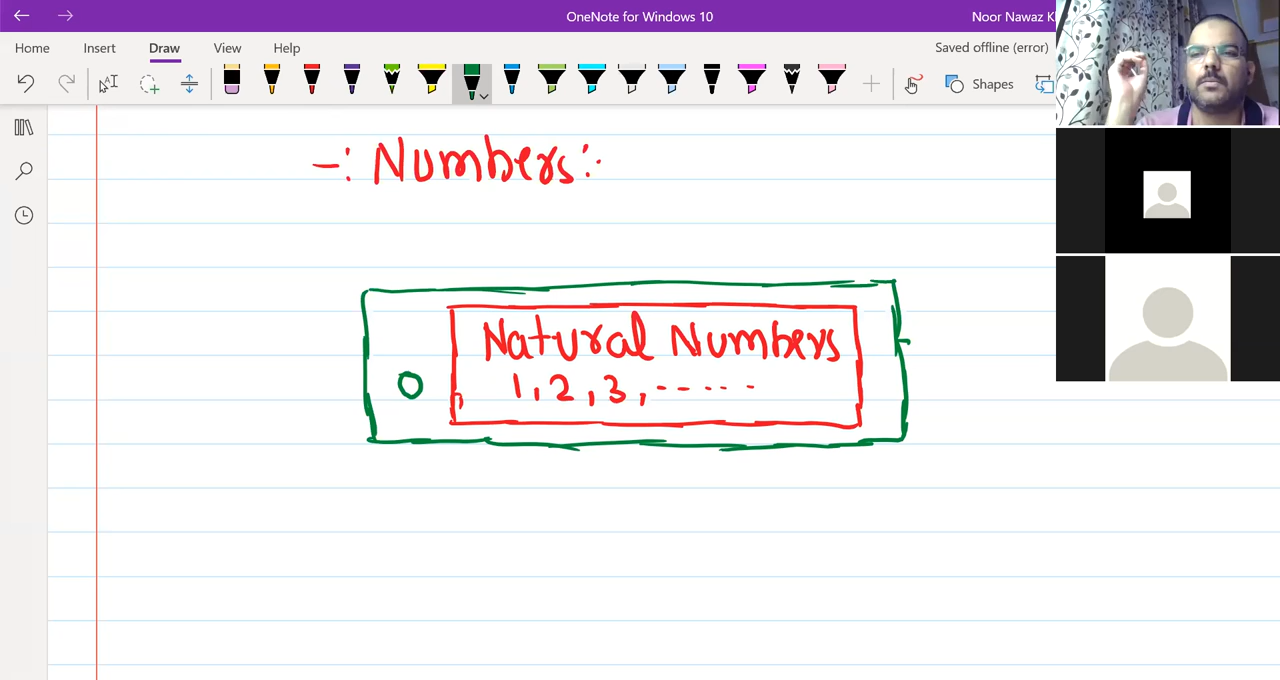 OneNote for Windows 10
Noor Nawaz K
Home Insert Draw View Help
Saved offline (error)
Shapes
-: Numbers:-
Natural Numbers
0 1, 2, 3, -----